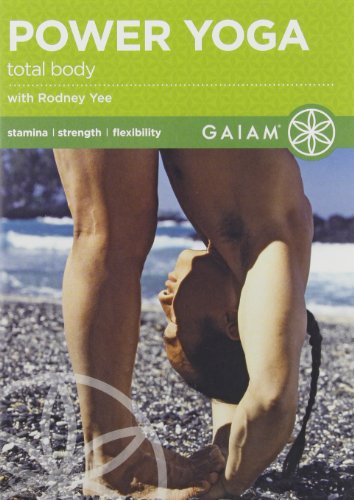 POWER YOGA
total body
with Rodney Yee
stamina | strength | flexibility
GAIAM®